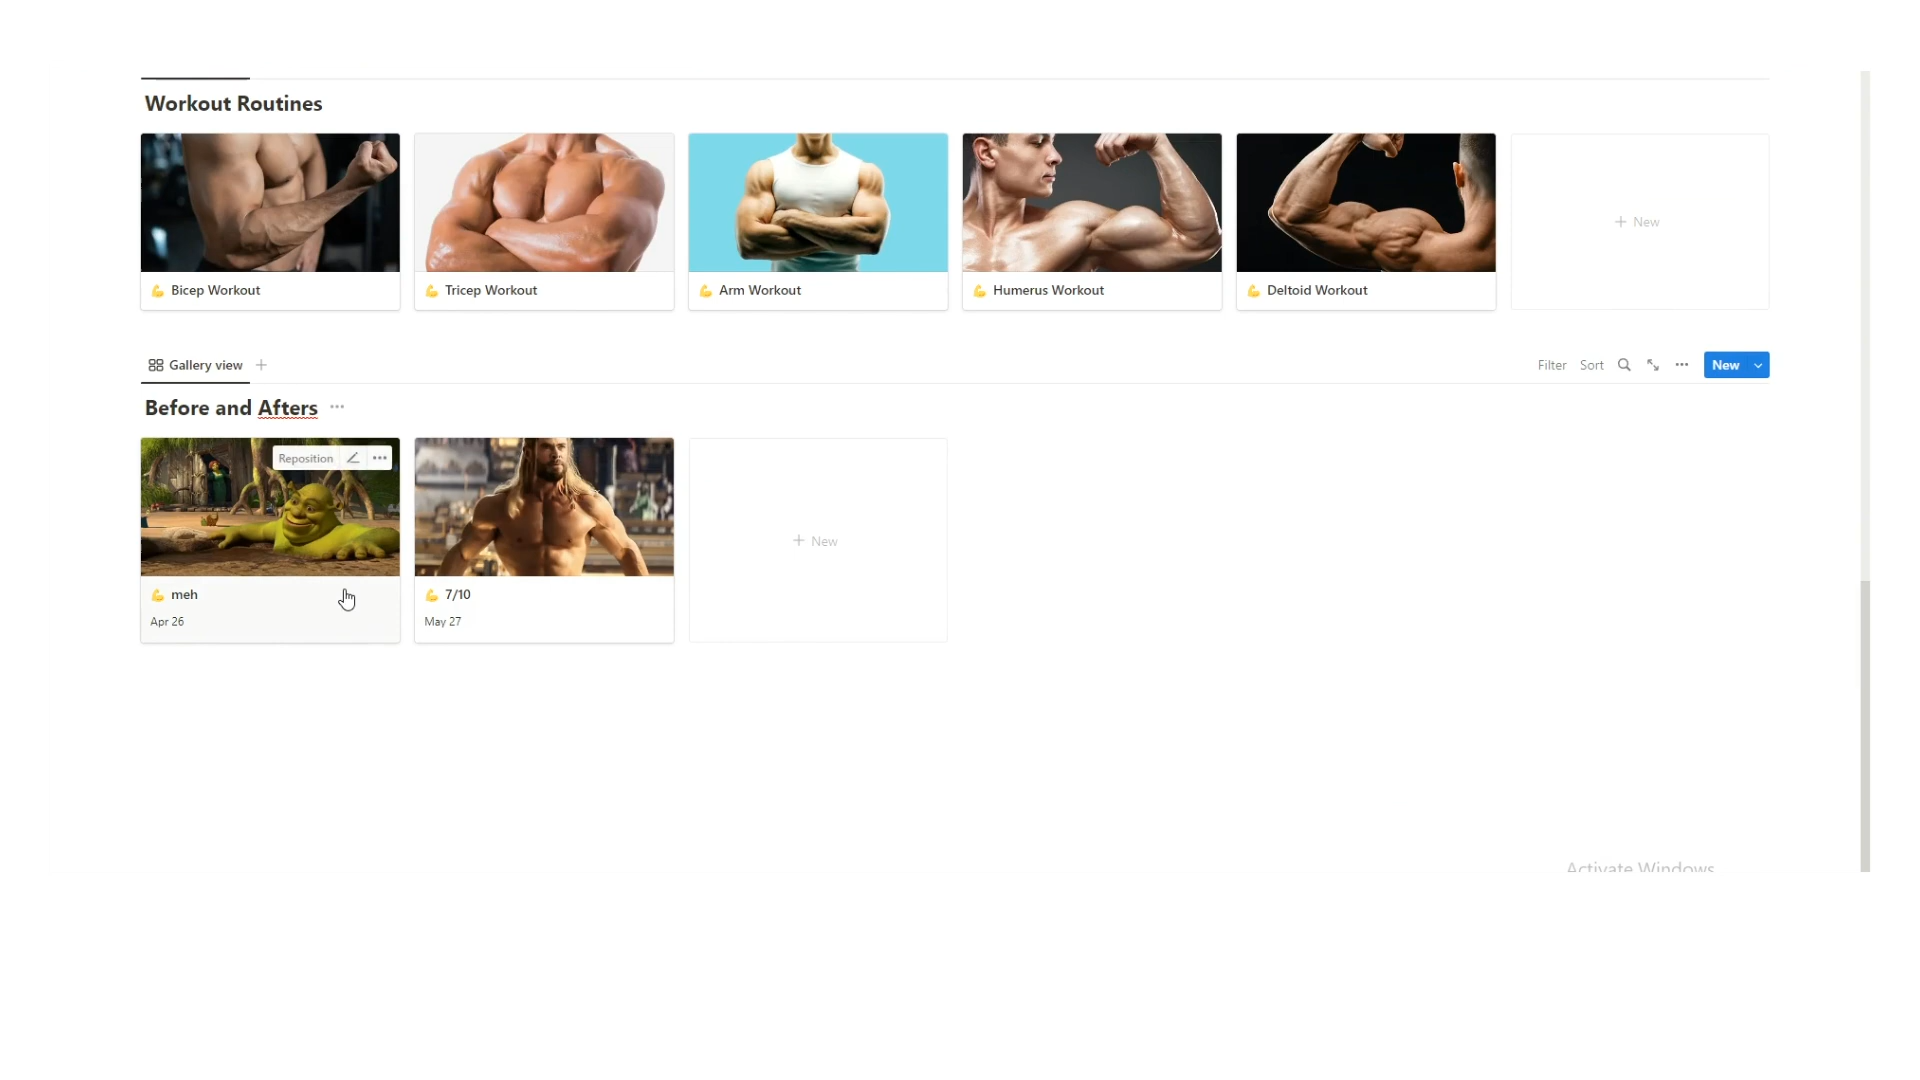 Workout Routines
Bicep Workout
Tricep Workout
Arm Workout
Humerus Workout
Deltoid Workout
+ New
Gallery view +
Filter Sort
New
Before and Afters
Reposition
meh
Apr 26
7/10
May 27
+ New
Activate Windows